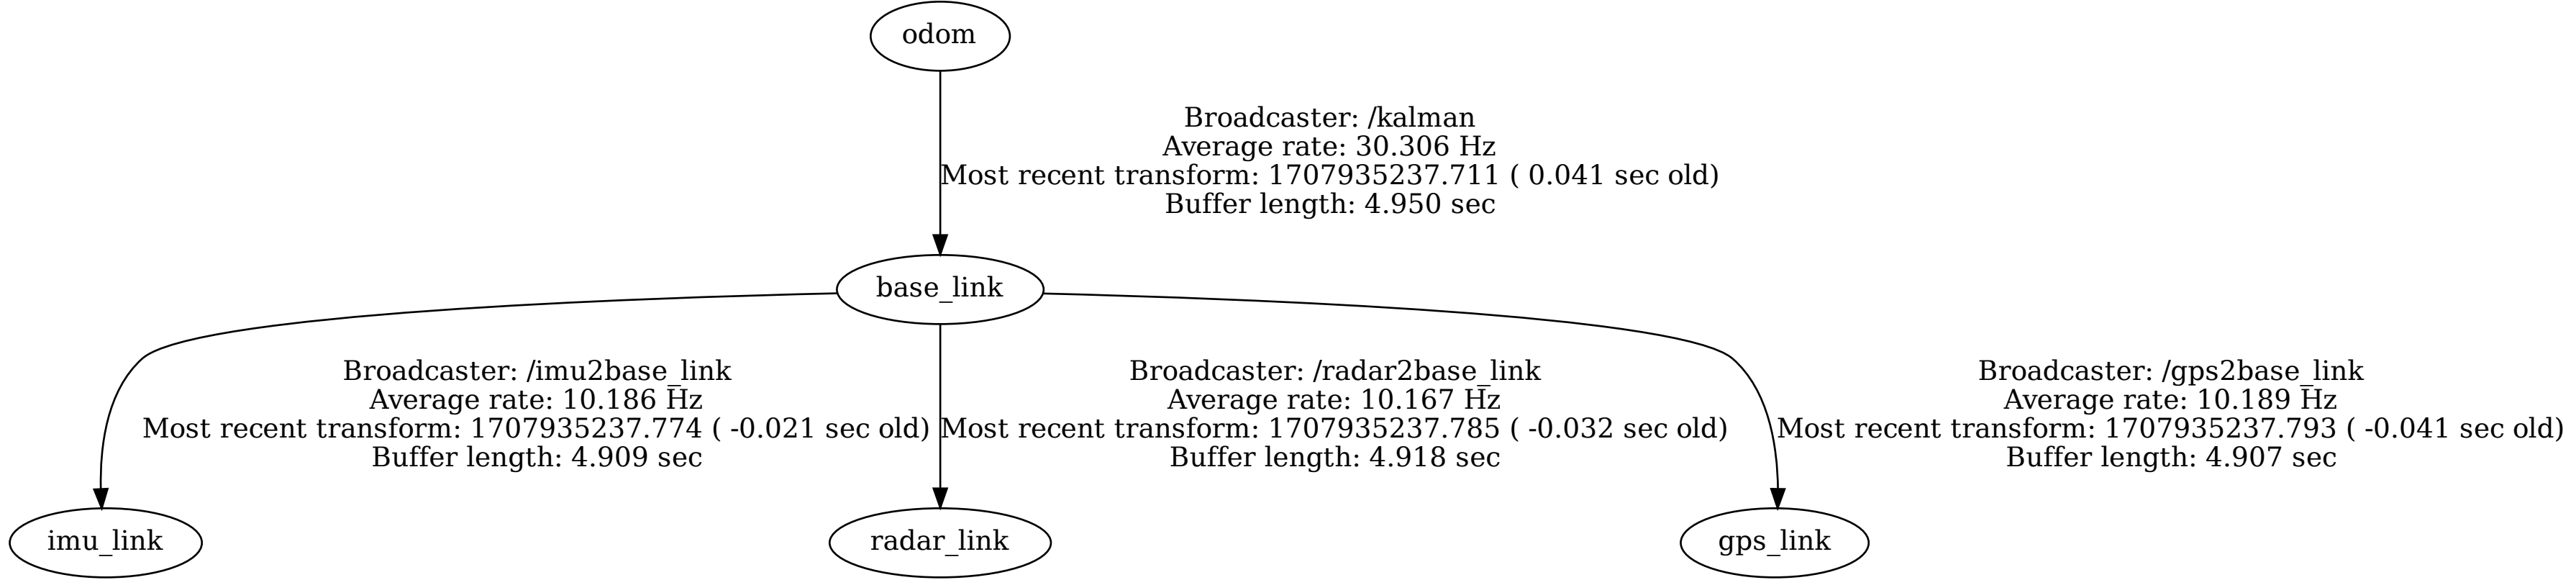 odom
Broadcaster: /kalman
Average rate: 30.306 Hz
Most recent transform: 1707935237.711 ( 0.041 sec old)
Buffer length: 4.950 sec
base_link
Broadcaster: /imu2base_link
Average rate: 10.186 Hz
Most recent transform: 1707935237.774 ( -0.021 sec old)
Buffer length: 4.909 sec
Broadcaster: /radar2base_link
Average rate: 10.167 Hz
Most recent transform: 1707935237.785 ( -0.032 sec old)
Buffer length: 4.918 sec
Broadcaster: /gps2base_link
Average rate: 10.189 Hz
Most recent transform: 1707935237.793 ( -0.041 sec old)
Buffer length: 4.907 sec
imu_link
radar_link
gps_link